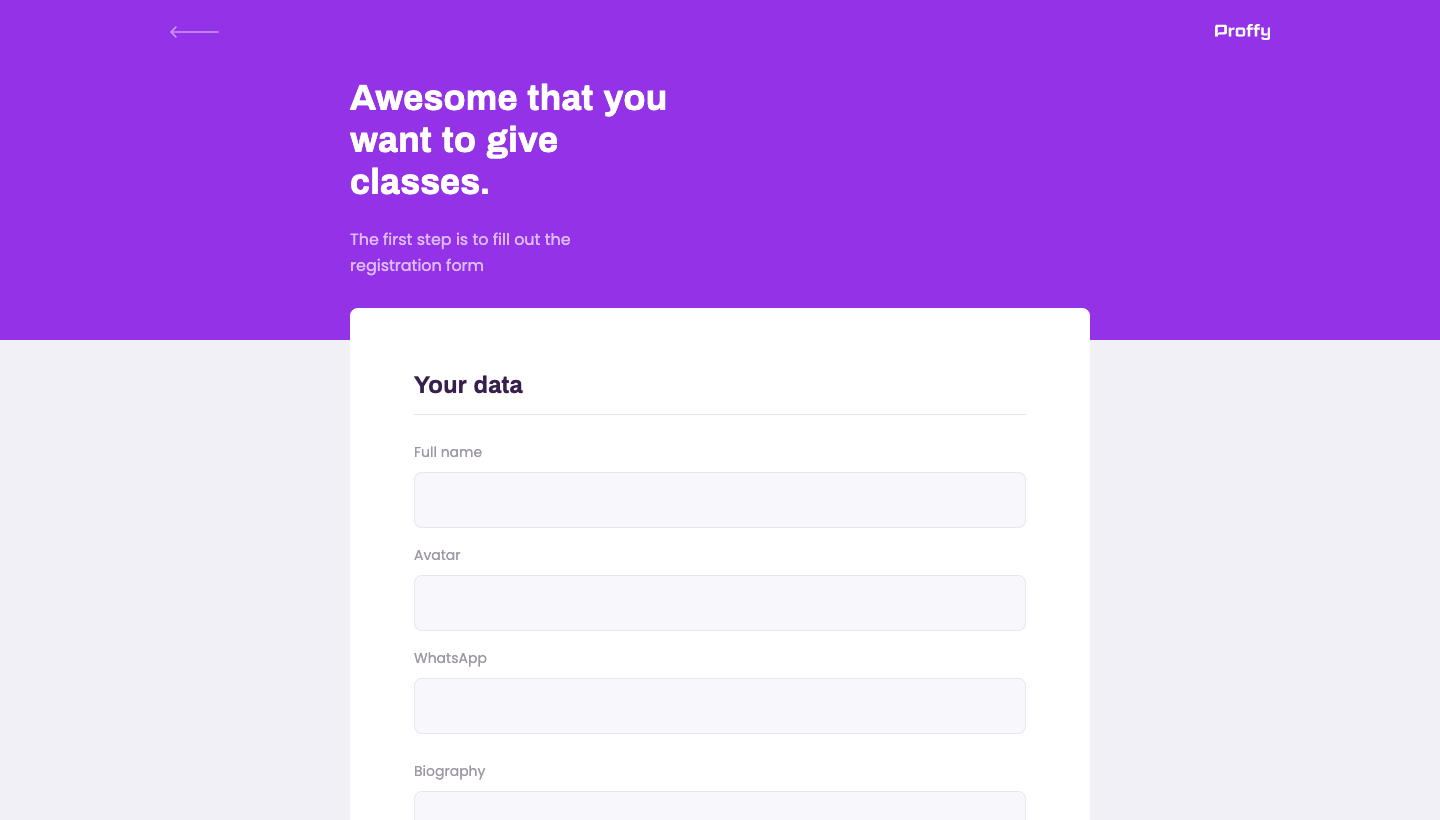 Proffy
Awesome that you
want to give
classes.
The first step is to fill out the
registration form
Your data
Full name
Avatar
WhatsApp
Biography